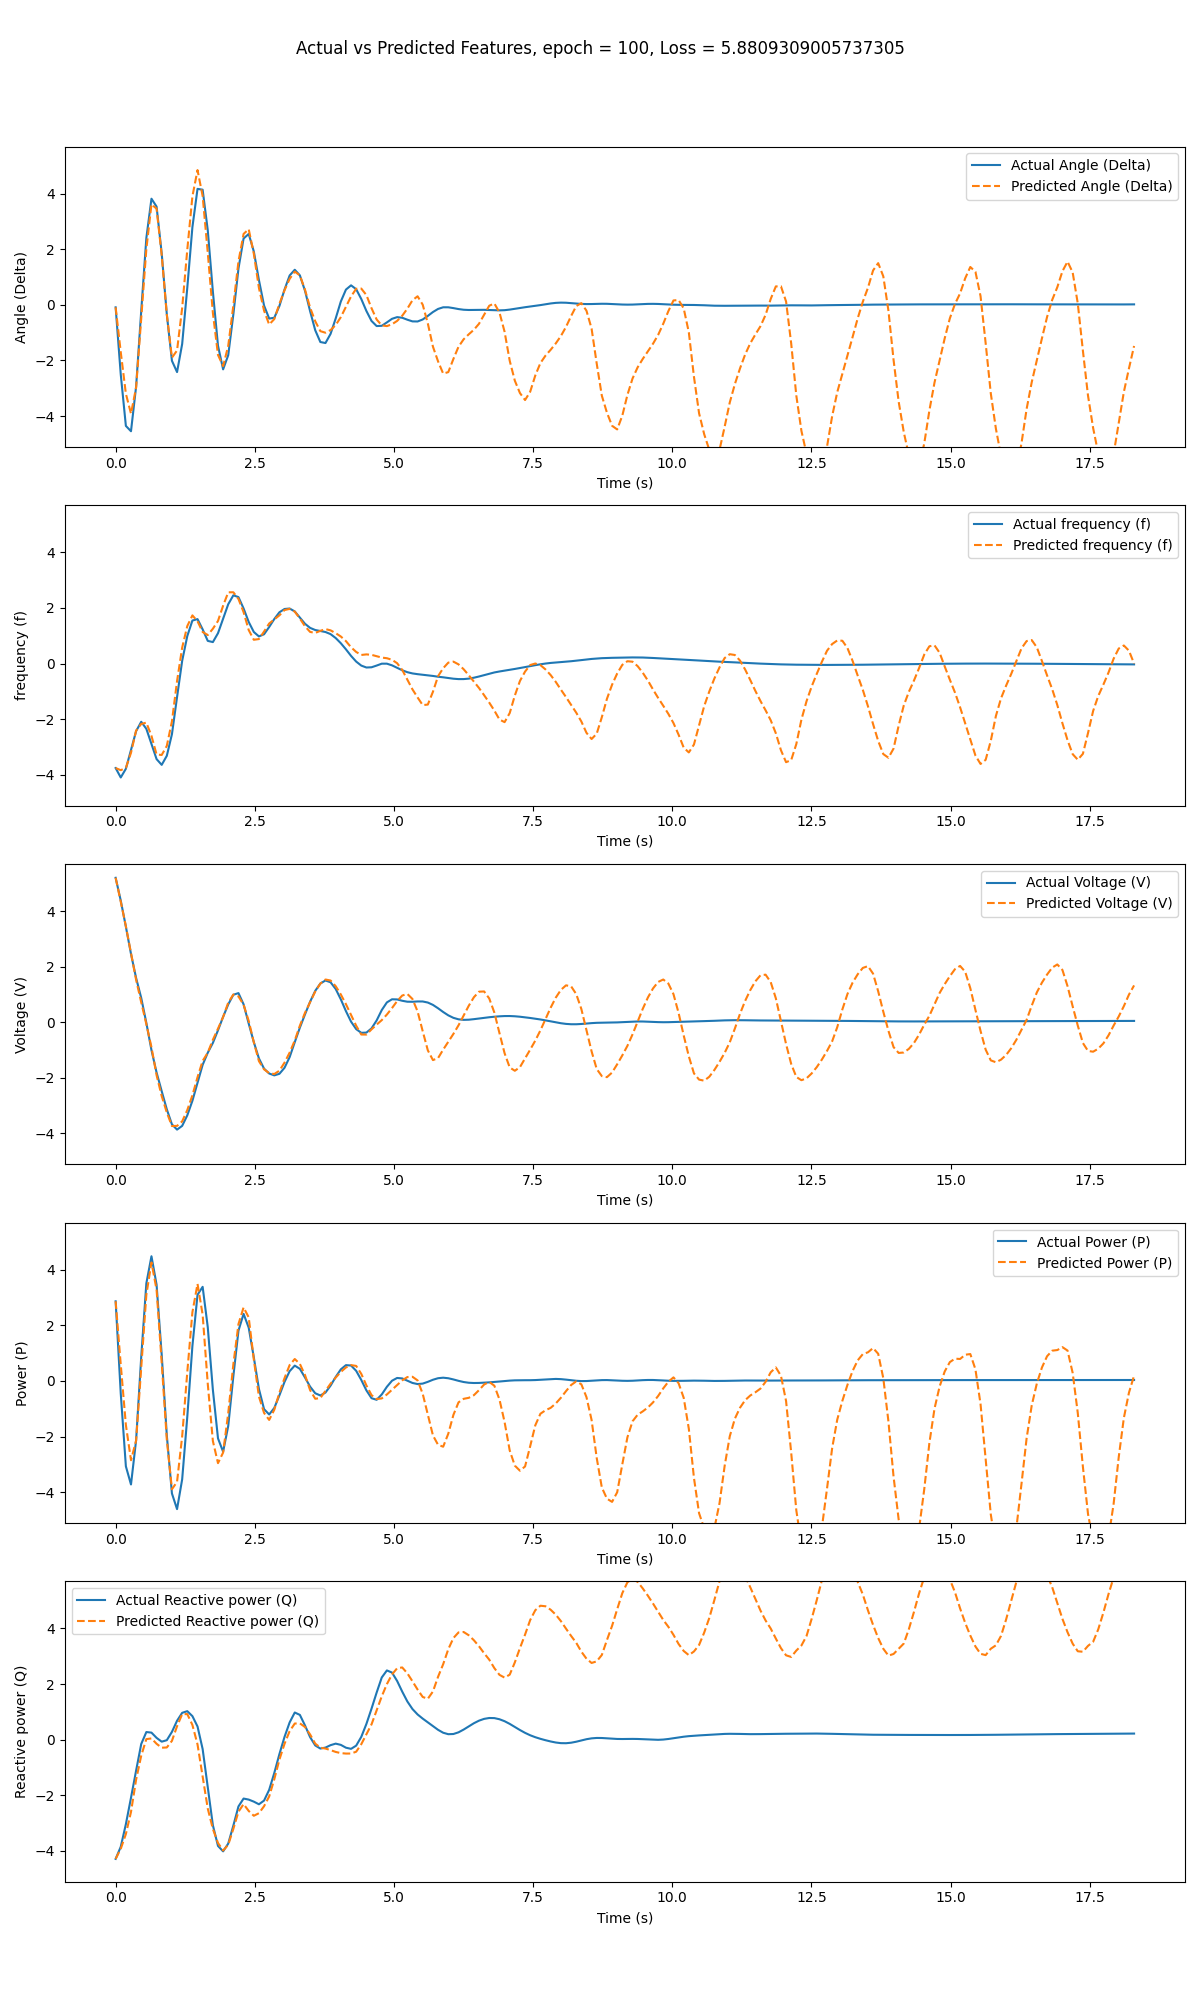 Actual vs Predicted Features, epoch = 100, Loss = 5.8809309005737305
Angle (Delta)
4
2
0
−2
−4
Actual Angle (Delta)
Predicted Angle (Delta)
0.0 2.5 5.0 7.5 10.0 12.5 15.0 17.5
Time (s)
frequency (f)
4
2
0
−2
−4
Actual frequency (f)
Predicted frequency (f)
0.0 2.5 5.0 7.5 10.0 12.5 15.0 17.5
Time (s)
Voltage (V)
4
2
0
−2
−4
Actual Voltage (V)
Predicted Voltage (V)
0.0 2.5 5.0 7.5 10.0 12.5 15.0 17.5
Time (s)
Power (P)
4
2
0
−2
−4
Actual Power (P)
Predicted Power (P)
0.0 2.5 5.0 7.5 10.0 12.5 15.0 17.5
Time (s)
Reactive power (Q)
4
2
0
−2
−4
Actual Reactive power (Q)
Predicted Reactive power (Q)
0.0 2.5 5.0 7.5 10.0 12.5 15.0 17.5
Time (s)